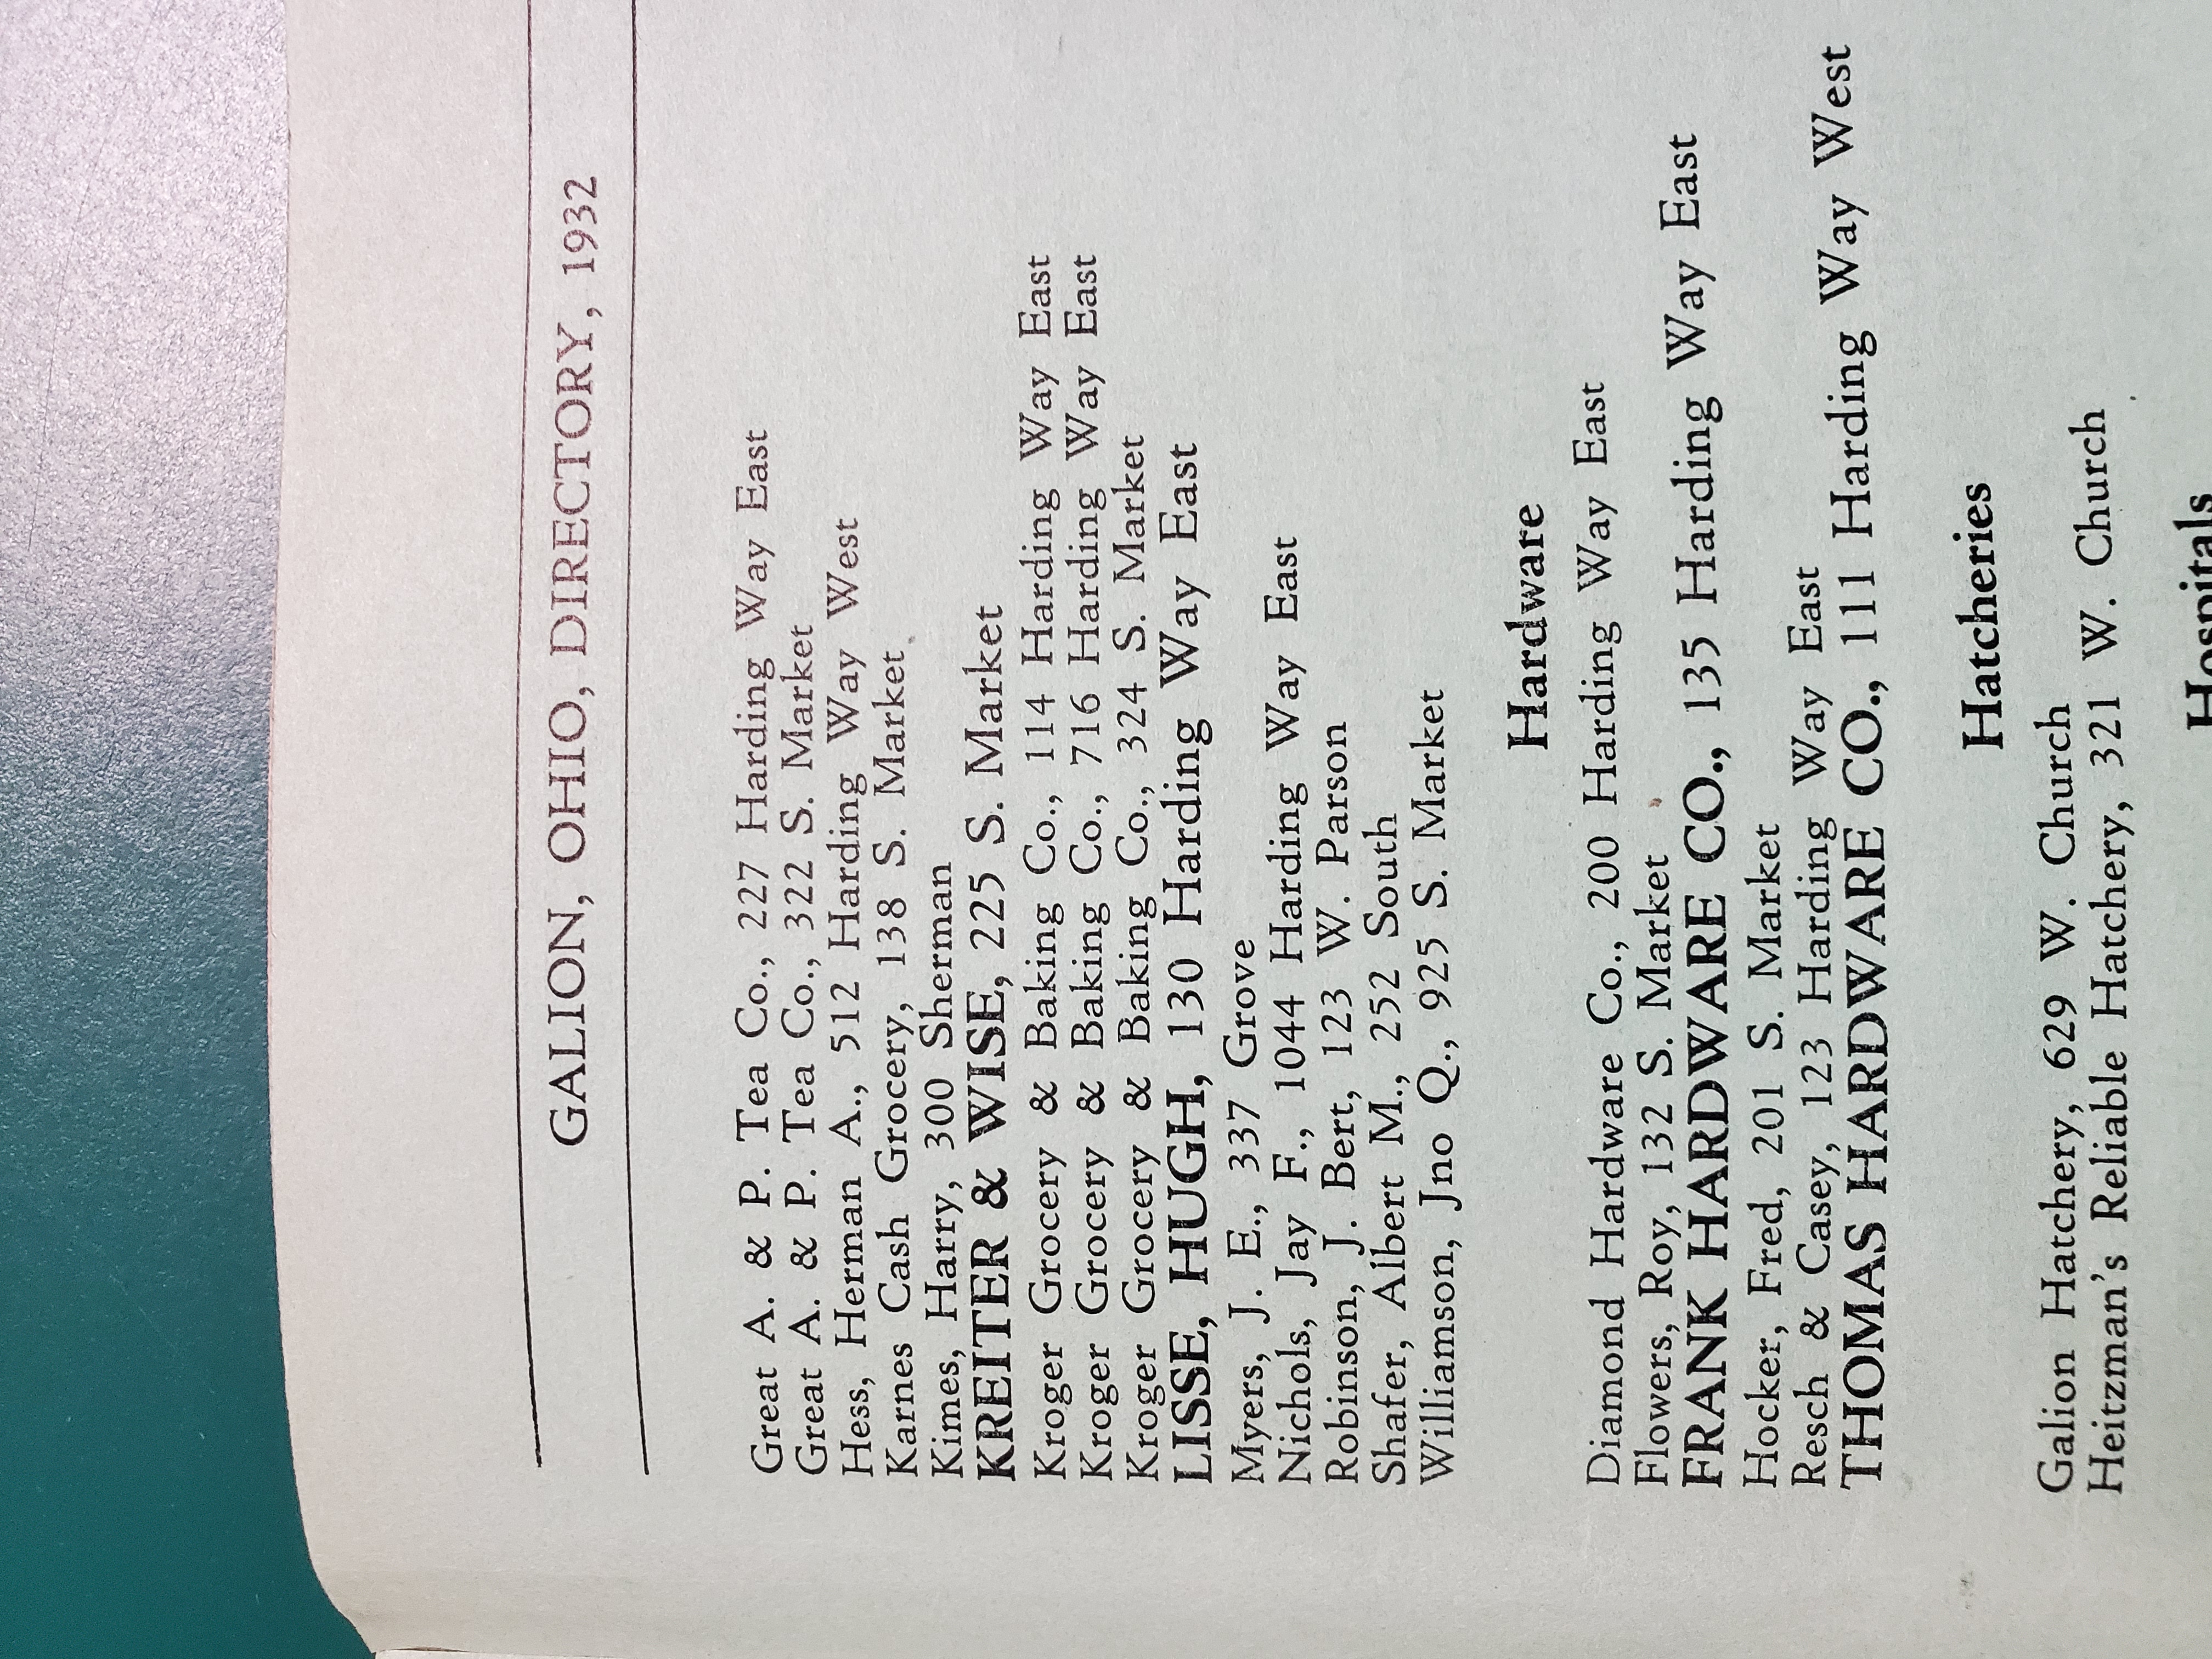 GALION, OHIO, DIRECTORY, 1932
Great A. & P. Tea Co., 227 Harding Way East
Great A. & P. Tea Co., 322 S. Market
Hess, Herman A., 512 Harding Way West
Karnes Cash Grocery, 138 S. Market
Kimes, Harry, 300 Sherman
KREITER & WISE, 225 S. Market
Kroger Grocery & Baking Co., 114 Harding Way East
Kroger Grocery & Baking Co., 716 Harding Way East
Kroger Grocery & Baking Co., 324 S. Market
LISSE, HUGH, 130 Harding Way East
Myers, J. E., 337 Grove
Nichols, Jay F., 1044 Harding Way East
Robinson, J. Bert, 123 W. Parson
Shafer, Albert M., 252 South
Williamson, Jno Q., 925 S. Market
Hardware
Diamond Hardware Co., 200 Harding Way East
Flowers, Roy, 132 S. Market
FRANK HARDWARE CO., 135 Harding Way East
Hocker, Fred, 201 S. Market
Resch & Casey, 123 Harding Way East
THOMAS HARDWARE CO., 111 Harding Way West
Hatcheries
Galion Hatchery, 629 W. Church
Heitzman's Reliable Hatchery, 321 W. Church
Hospitals